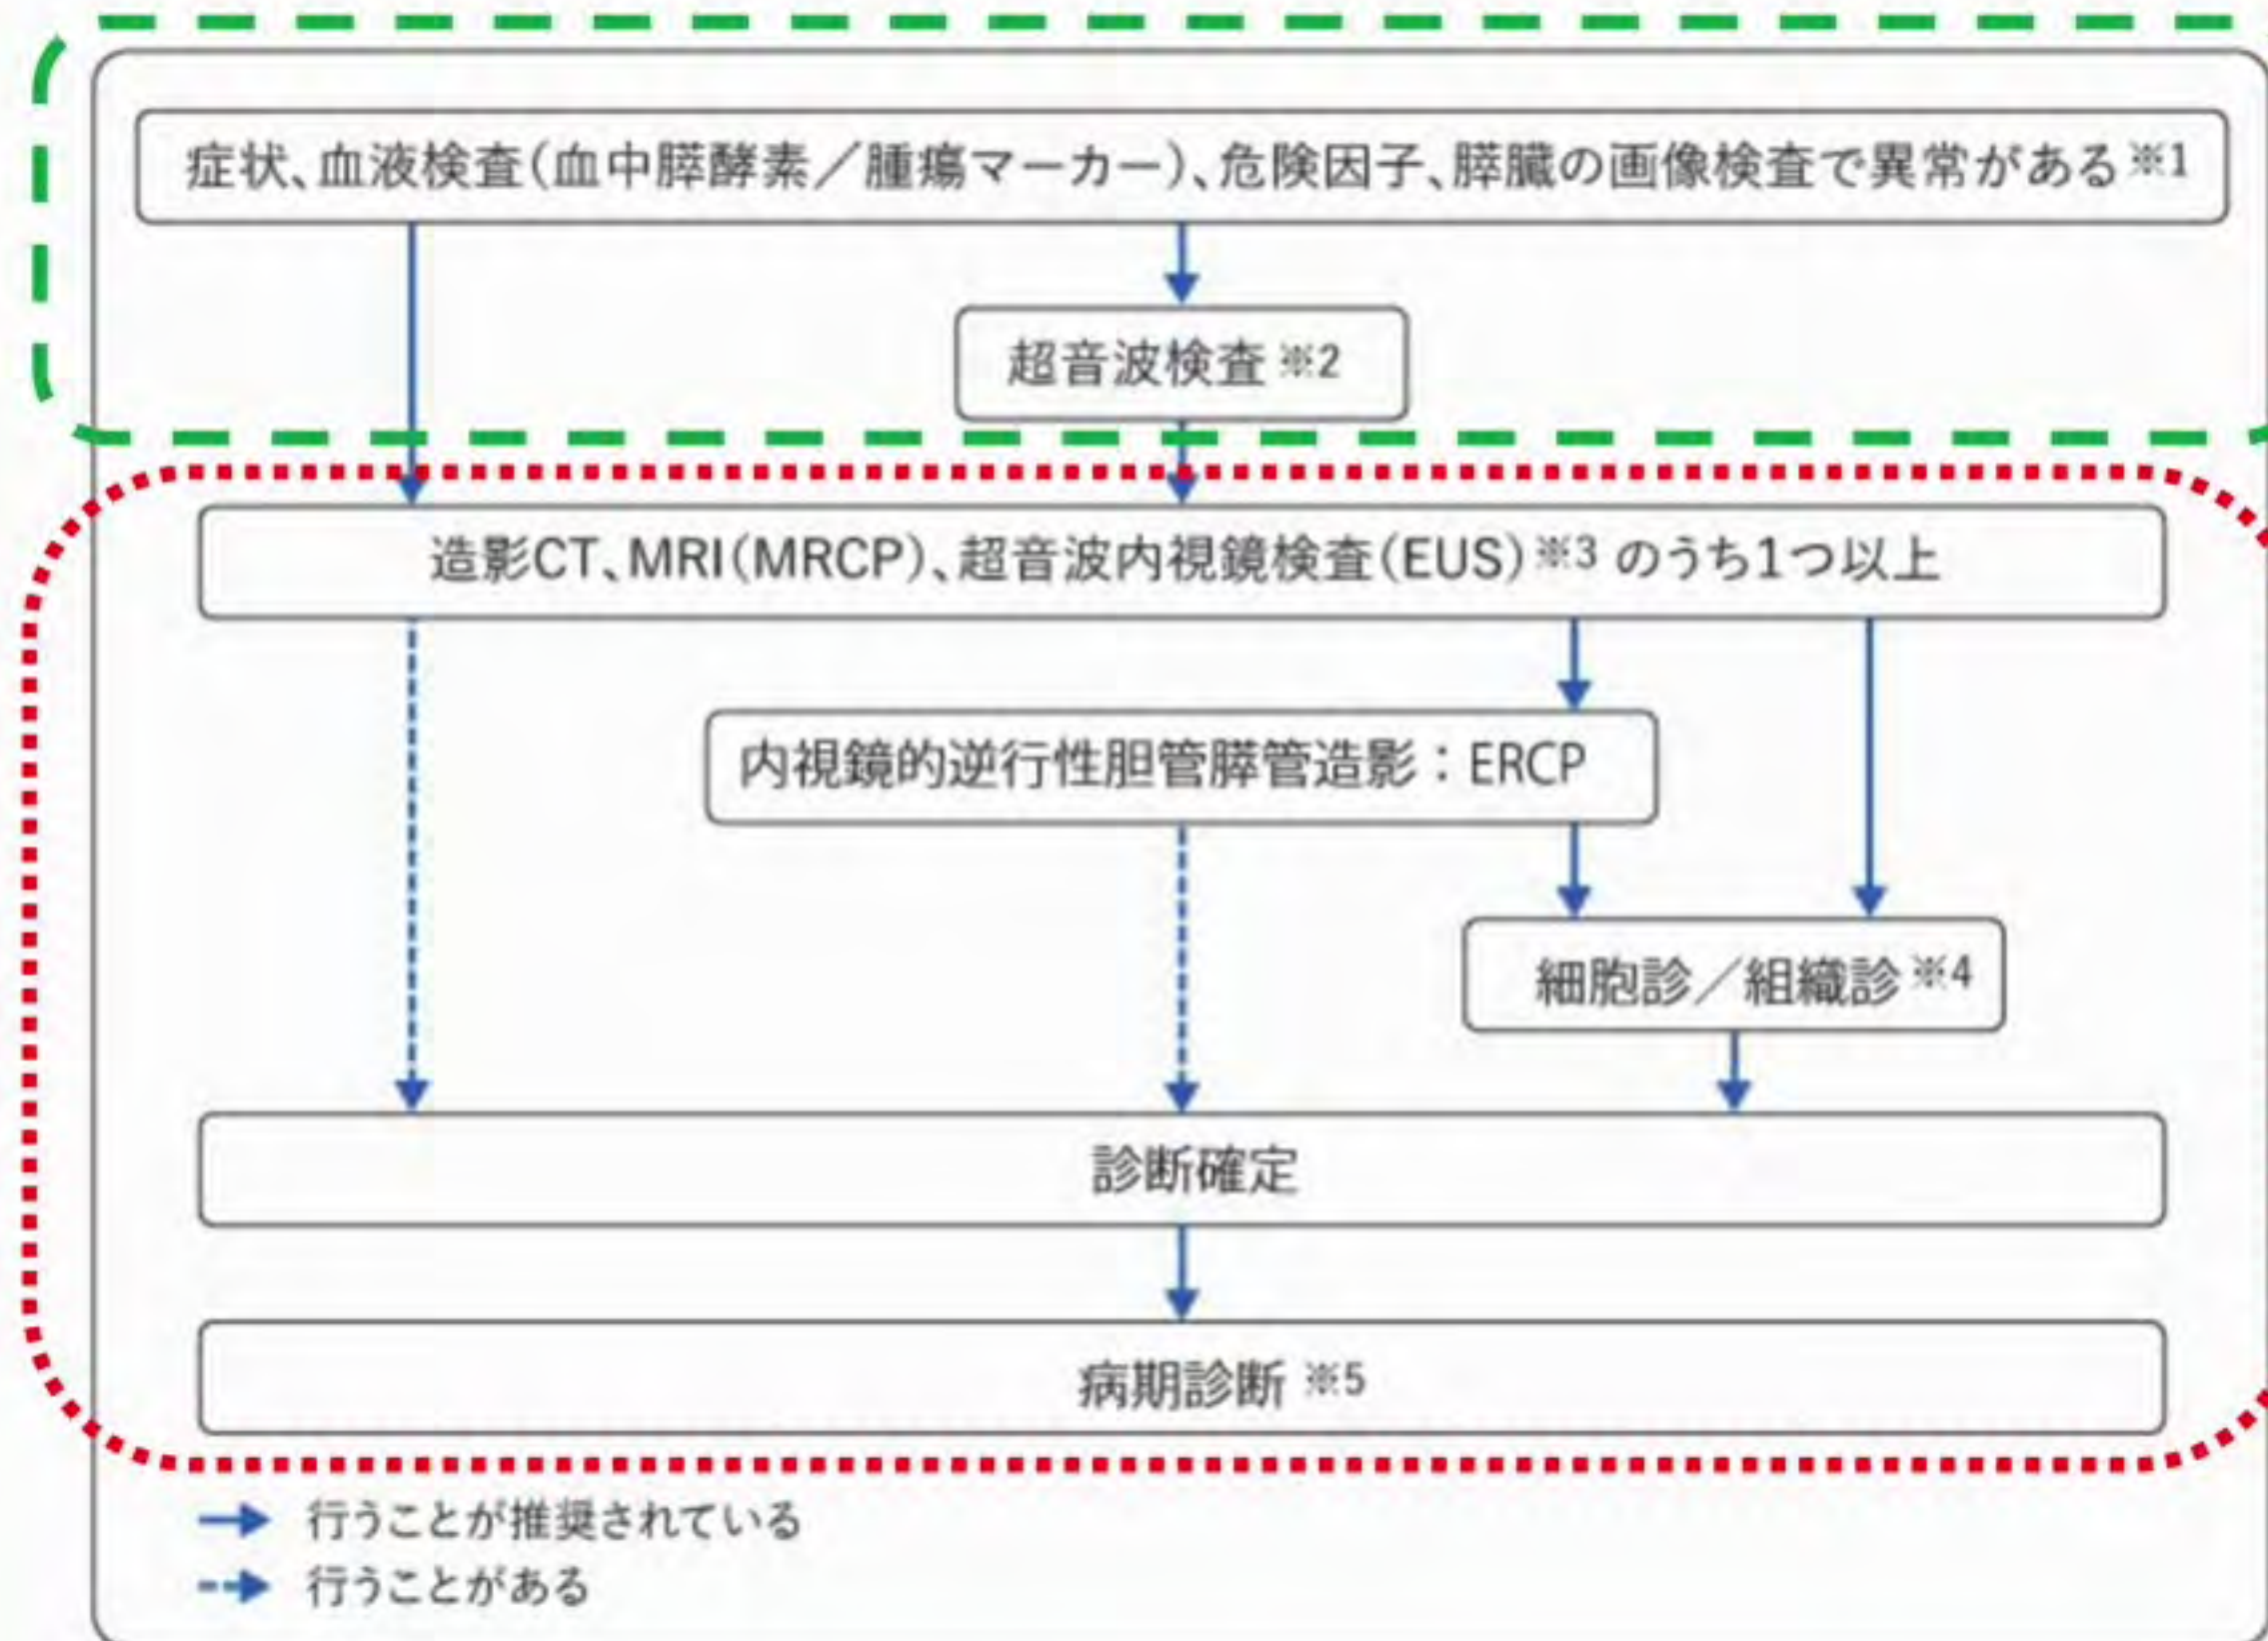 症状、血液検査(血中膵酵素／腫瘍マーカー)、危険因子、膵臓の画像検査で異常がある※1
超音波検査※2
造影CT、MRI(MRCP)、超音波内視鏡検査(EUS)※3 のうち1つ以上
内視鏡的逆行性胆管膵管造影：ERCP
細胞診／組織診※4
診断確定
病期診断 ※5
行うことが推奨されている
行うことがある